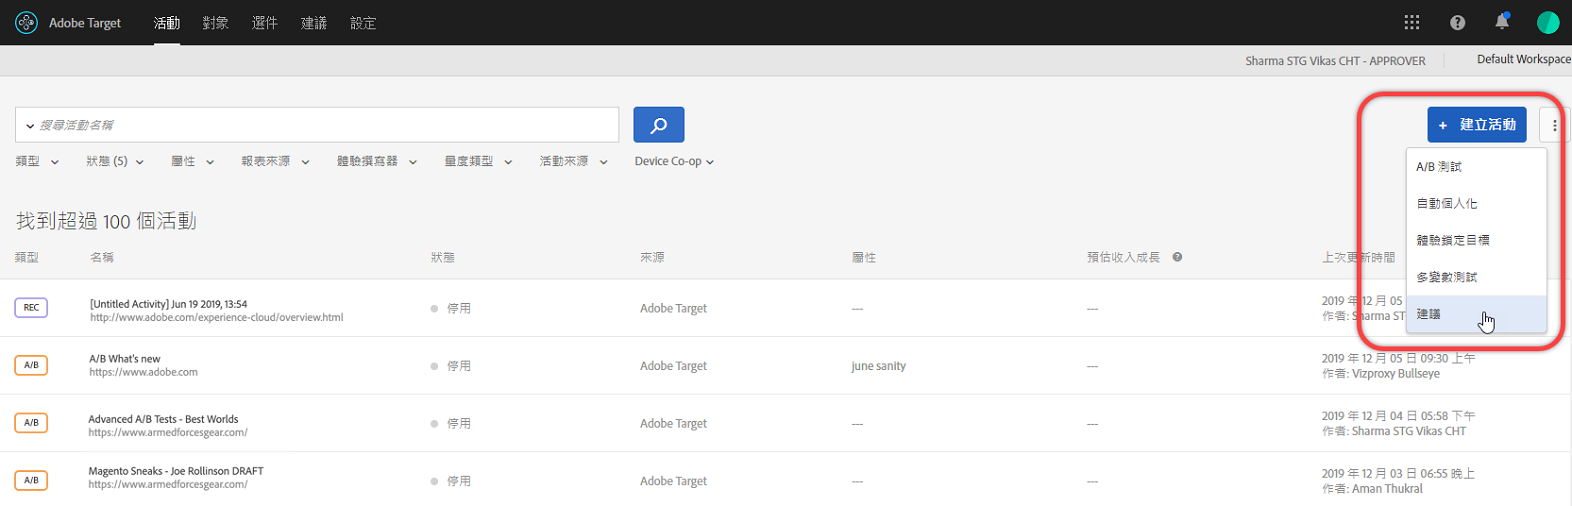 Adobe Target 活動 對象 選件 建議 設定
Sharma STG Vikas CHT - APPROVER Default Workspace
搜尋活動名稱
+ 建立活動
類型 狀態 (5) 屬性 報表來源 體驗撰寫器 量度類型 活動來源 Device Co-op
A/B 測試
自動個人化
體驗鎖定目標
多變數測試
建議
找到超過 100 個活動
類型 名稱 狀態 來源 屬性 預估收入成長 上次更新時間
REC [Untitled Activity] Jun 19 2019, 13:54 停用 Adobe Target --- --- 2019 年 12 月 05
http://www.adobe.com/experience-cloud/overview.html 作者: Sharma ST
A/B A/B What's new 停用 Adobe Target june sanity --- 2019 年 12 月 05 日 09:30 上午
https://www.adobe.com 作者: Vizproxy Bullseye
A/B Advanced A/B Tests - Best Worlds 停用 Adobe Target --- --- 2019 年 12 月 04 日 05:58 下午
https://www.armedforcesgear.com/ 作者: Sharma STG Vikas CHT
A/B Magento Sneaks - Joe Rollinson DRAFT 停用 Adobe Target --- --- 2019 年 12 月 03 日 06:55 晚上
https://www.armedforcesgear.com/ 作者: Aman Thukral